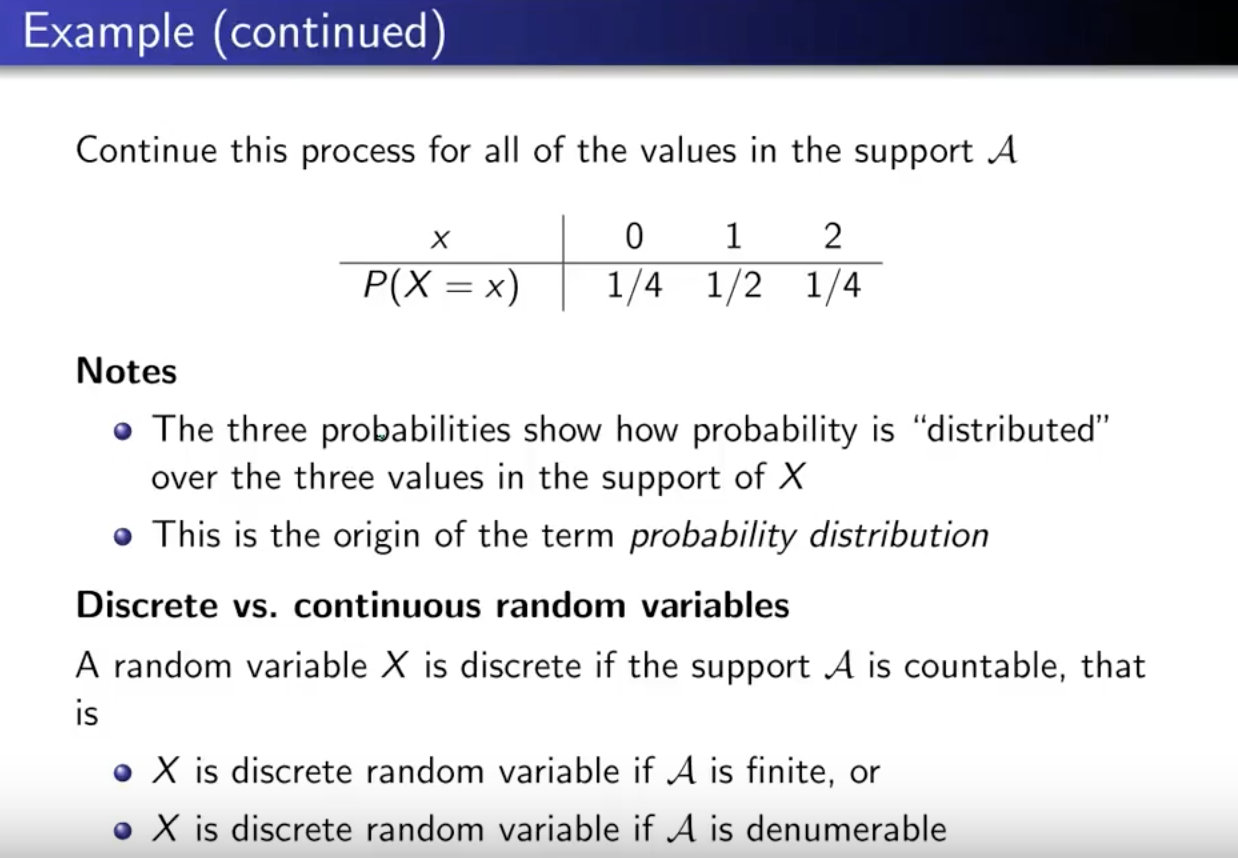 Example (continued)
Continue this process for all of the values in the support 𝒜
x 0 1 2
P(X = x) 1/4 1/2 1/4
Notes
The three probabilities show how probability is “distributed”
over the three values in the support of X
This is the origin of the term probability distribution
Discrete vs. continuous random variables
A random variable X is discrete if the support 𝒜 is countable, that
is
X is discrete random variable if 𝒜 is finite, or
X is discrete random variable if 𝒜 is denumerable